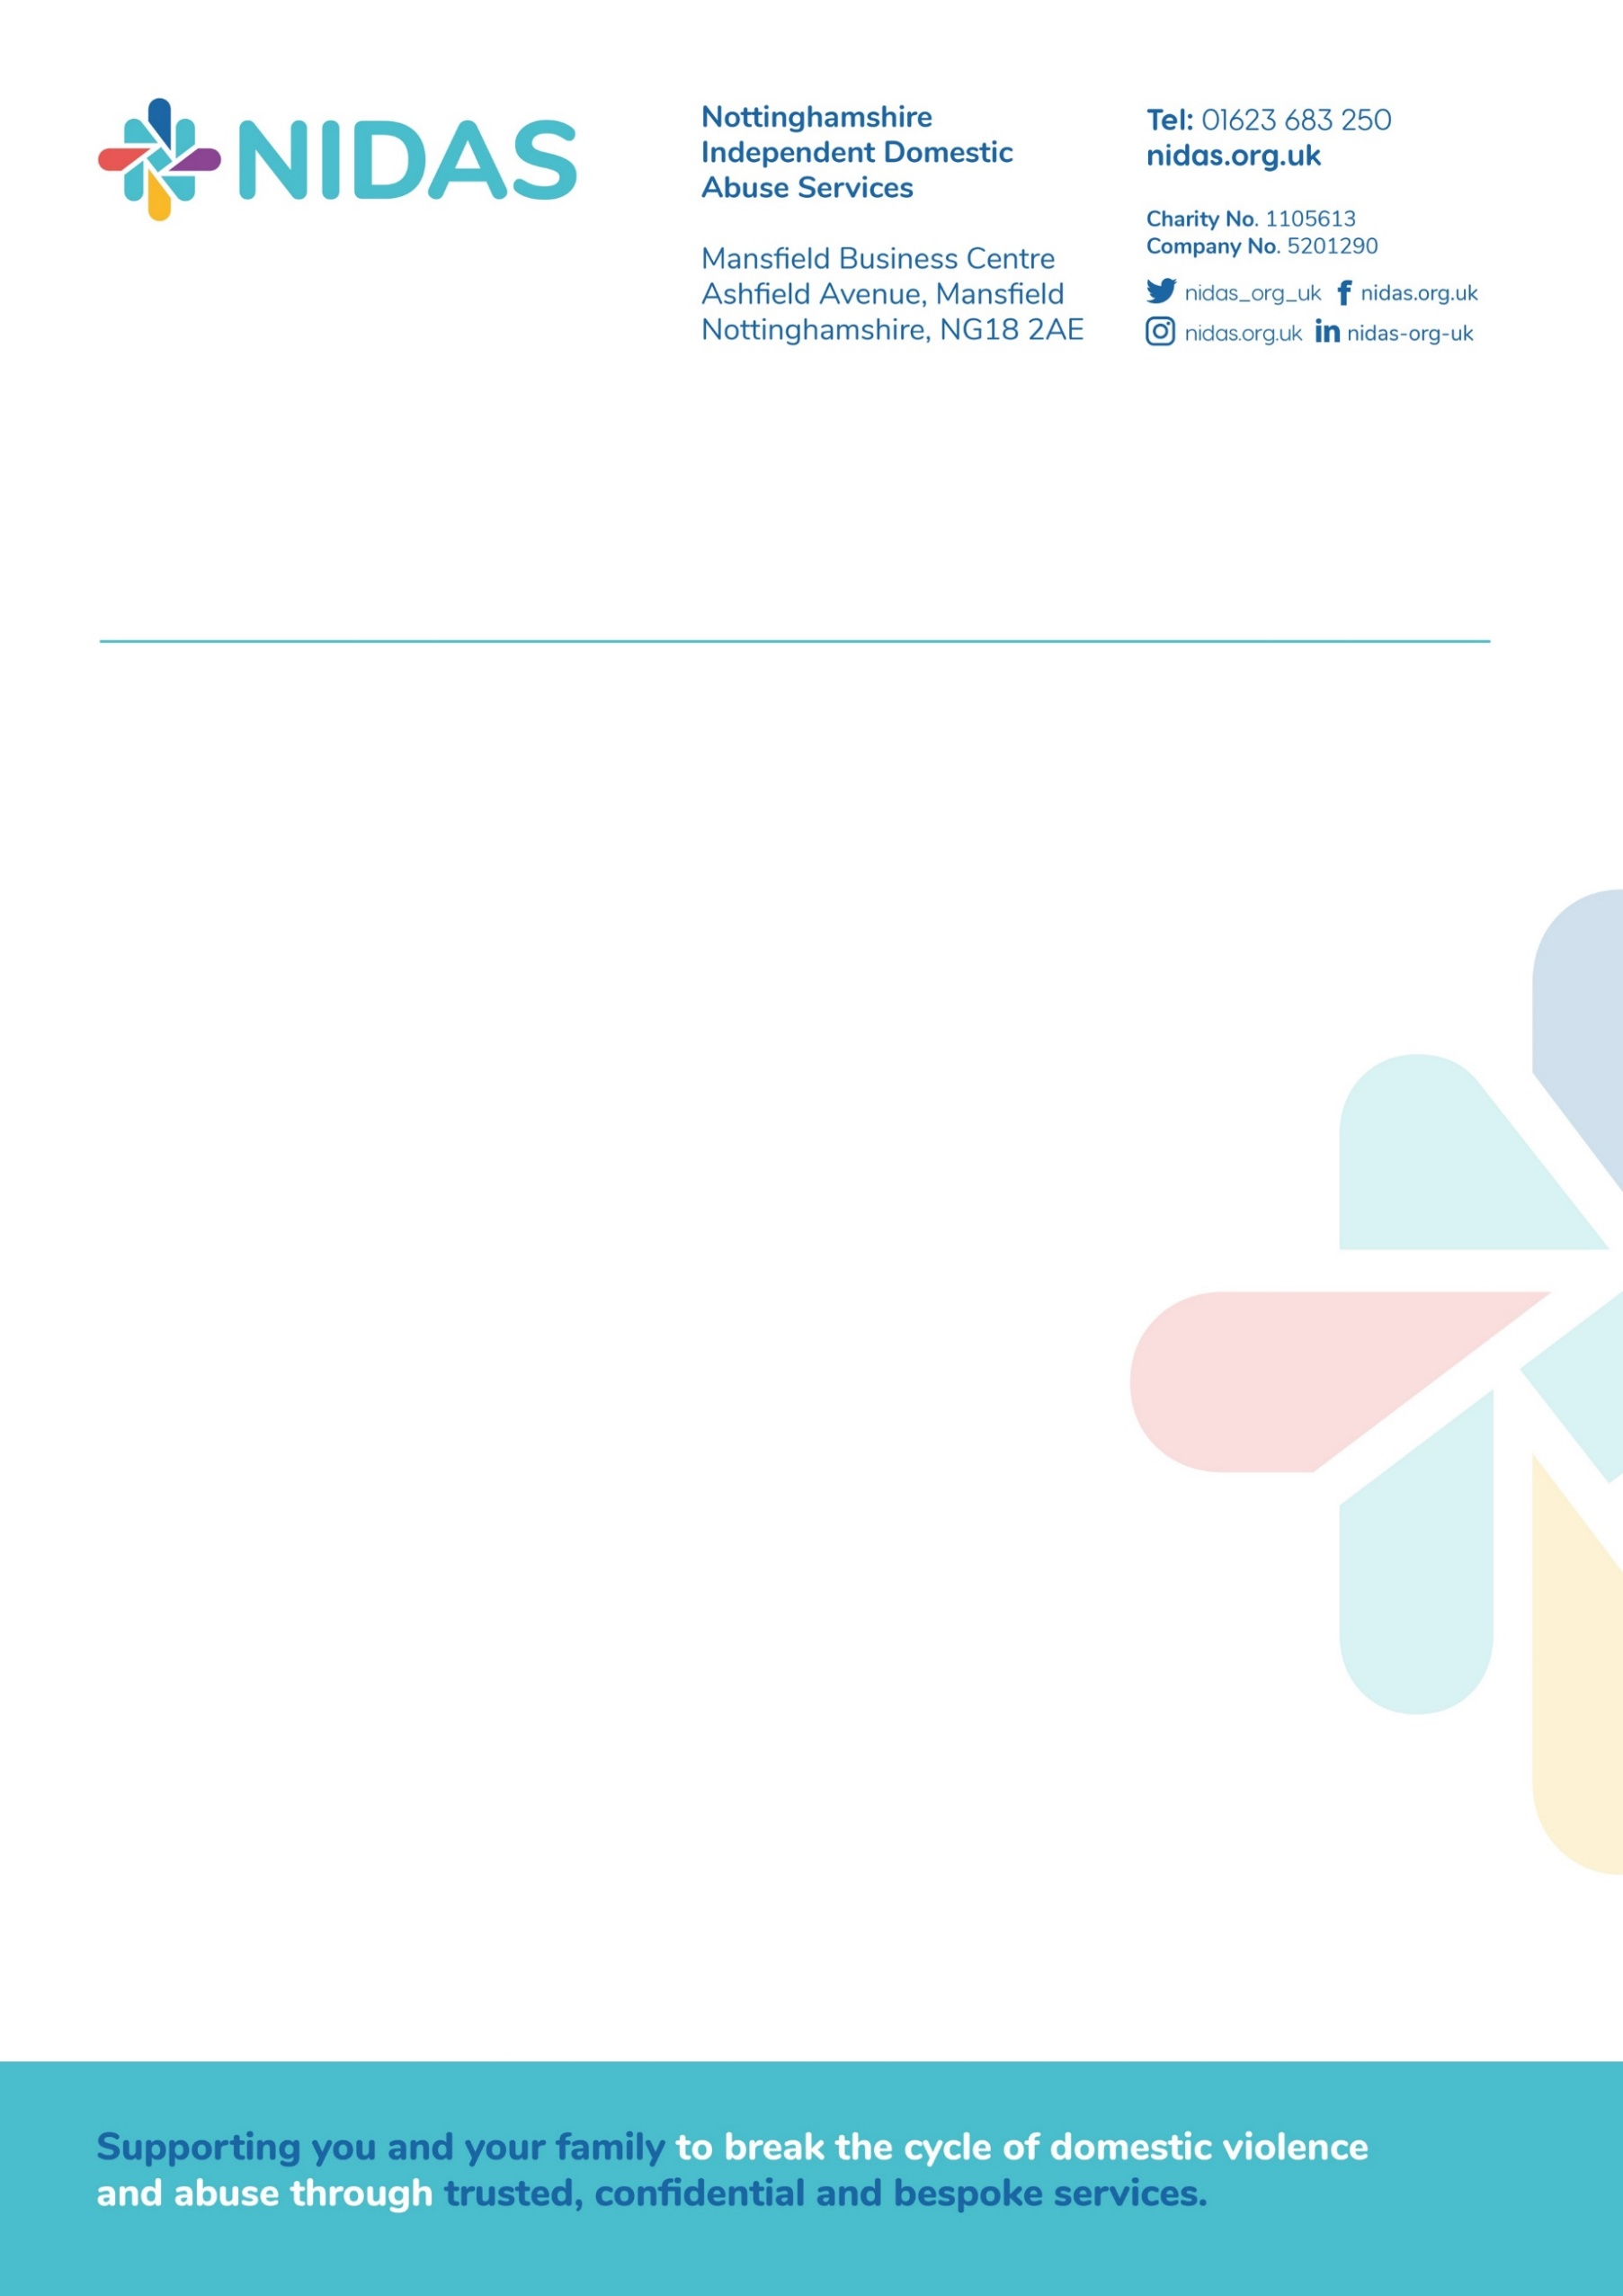 NIDAS
Nottinghamshire
Independent Domestic
Abuse Services
Mansfield Business Centre
Ashfield Avenue, Mansfield
Nottinghamshire, NG18 2AE
Tel: 01623 683 250
nidas.org.uk
Charity No. 1105613
Company No. 5201290
nidas_org_uk f nidas.org.uk
nidas.org.uk in nidas-org-uk
Supporting you and your family to break the cycle of domestic violence
and abuse through trusted, confidential and bespoke services.